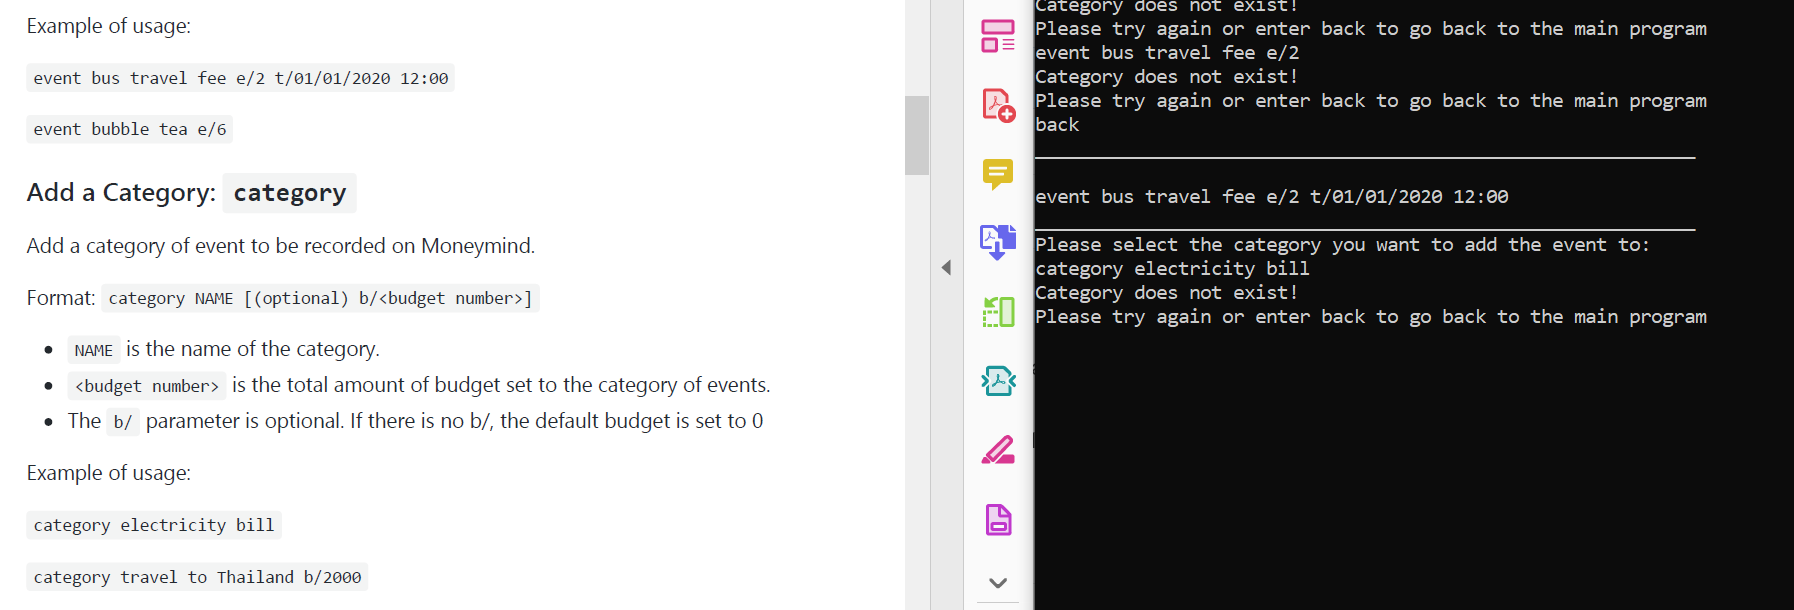 Example of usage:
event bus travel fee e/2 t/01/01/2020 12:00
event bubble tea e/6
Add a Category: category
Add a category of event to be recorded on Moneymind.
Format: category NAME [(optional) b/<budget number>]
NAME is the name of the category.
<budget number> is the total amount of budget set to the category of events.
The b/ parameter is optional. If there is no b/, the default budget is set to 0
Example of usage:
category electricity bill
category travel to Thailand b/2000
Category does not exist!
Please try again or enter back to go back to the main program
event bus travel fee e/2
Category does not exist!
Please try again or enter back to go back to the main program
back
event bus travel fee e/2 t/01/01/2020 12:00
Please select the category you want to add the event to:
category electricity bill
Category does not exist!
Please try again or enter back to go back to the main program